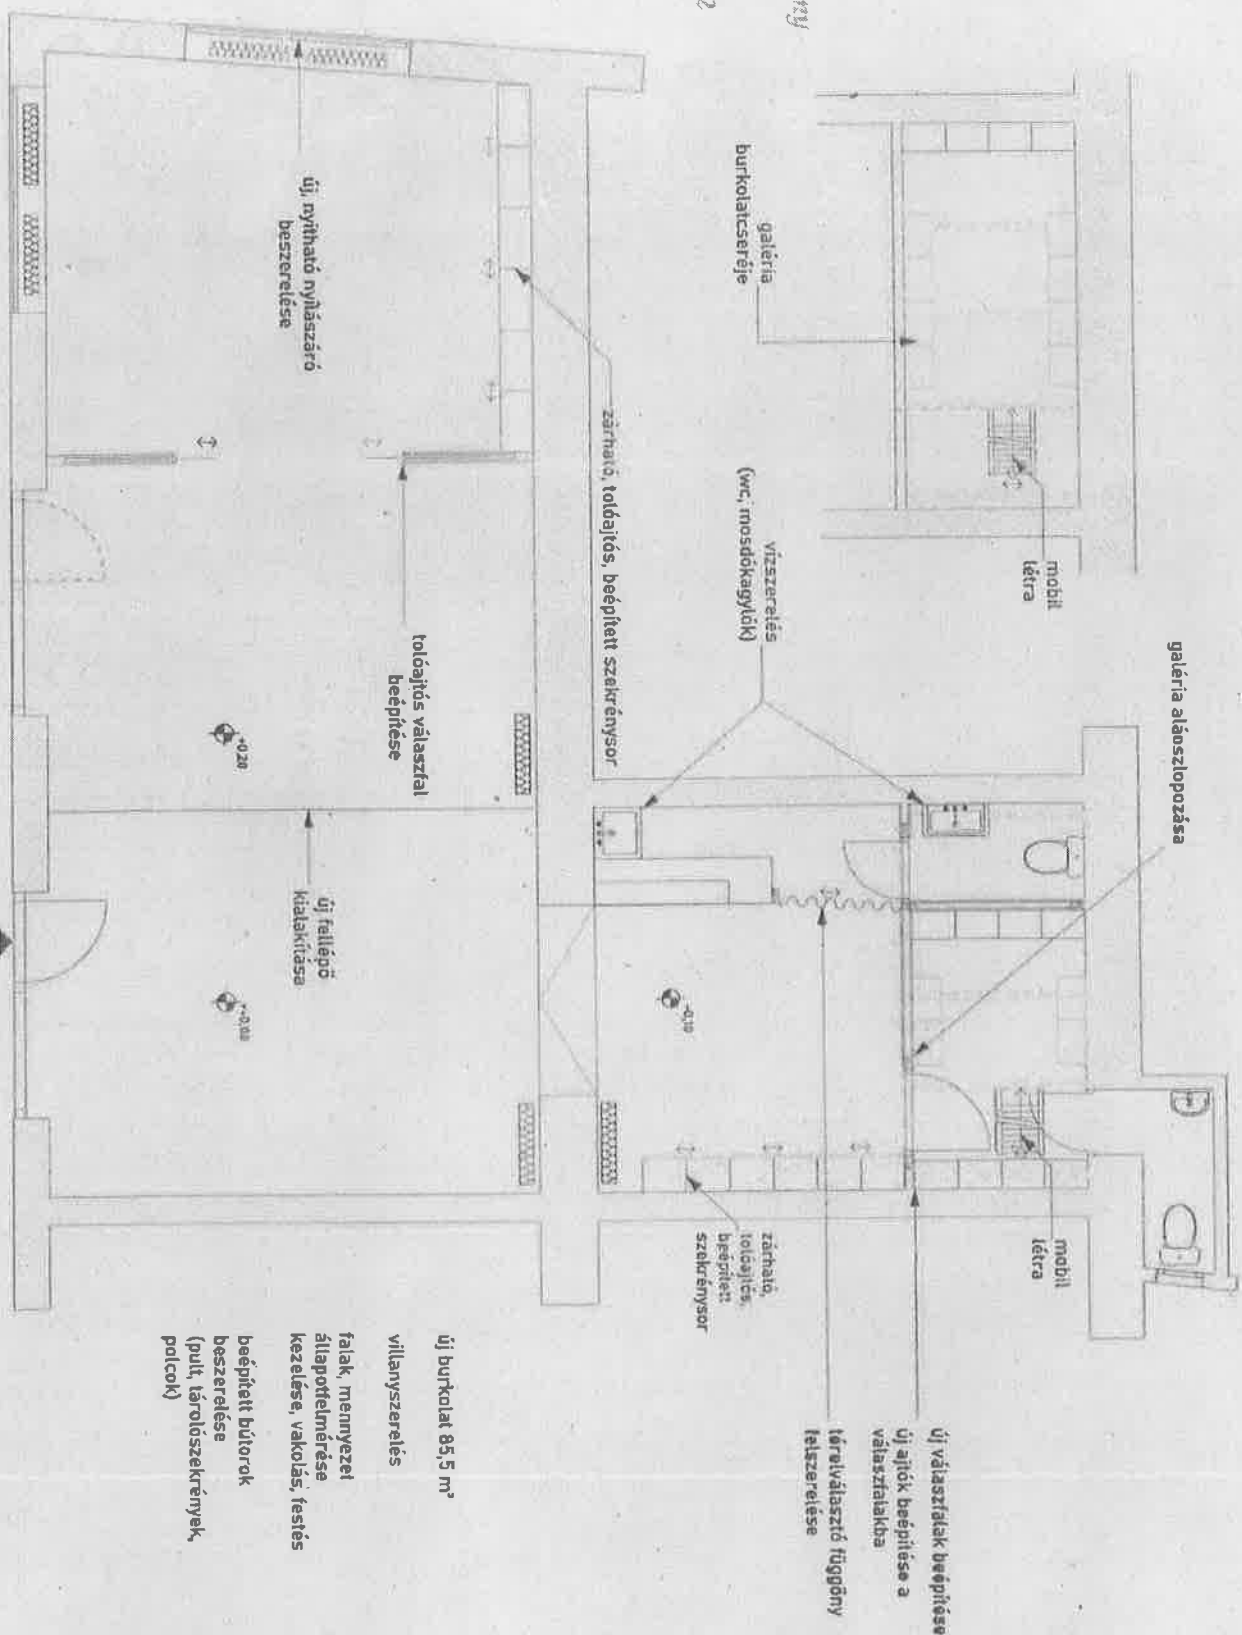 galéria
burkolatcseréje
mobil
létra
galéria aláoszlopozása
vízszerelés
(wc, mosdókagylók)
zárható, tolóajtós, beépített szekrénysor
új, nyitható nyílászáró
beszerelése
tolóajtós válaszfal
beépítése
+0,20
új fellépő
kialakítása
±0,00
-0,10
mobil
létra
zárható,
tolóajtós,
beépített
szekrénysor
új válaszfalak beépítése
új ajtók beépítése a
válaszfalakba
térelválasztó függöny
felszerelése
új burkolat 85,5 m²
villanyszerelés
falak, mennyezet
állapotfelmérése
kezelése, vakolás, festés
beépített bútorok
beszerelése
(pult, tárolószekrények,
polcok)